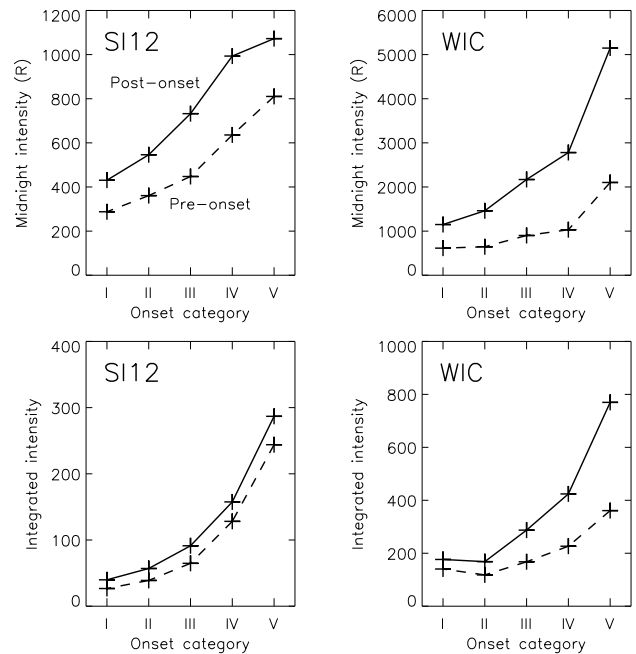 1200
1000
800
600
400
200
0
Midnight intensity (R)
SI12
Post-onset
Pre-onset
I II III IV V
Onset category
6000
5000
4000
3000
2000
1000
0
Midnight intensity (R)
WIC
I II III IV V
Onset category
400
300
200
100
0
Integrated intensity
SI12
I II III IV V
Onset category
1000
800
600
400
200
0
Integrated intensity
WIC
I II III IV V
Onset category